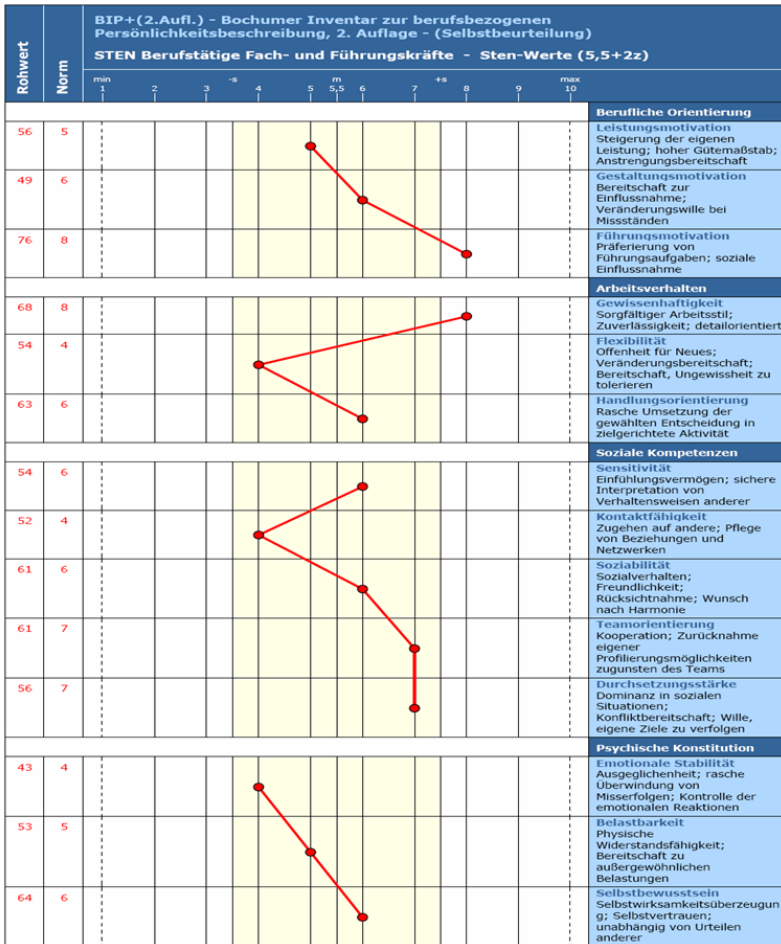 BIP+(2.Aufl.) - Bochumer Inventar zur berufsbezogenen
Persönlichkeitsbeschreibung, 2. Auflage - (Selbstbeurteilung)
STEN Berufstätige Fach- und Führungskräfte - Sten-Werte (5,5+2z)
Rohwert
Norm
min -s m +s max
1 2 3 4 5 5,5 6 7 8 9 10
Berufliche Orientierung
56 5 Leistungsmotivation
Steigerung der eigenen
Leistung; hoher Gütemaßstab;
Anstrengungsbereitschaft
49 6 Gestaltungsmotivation
Bereitschaft zur
Einflussnahme;
Veränderungswille bei
Missständen
76 8 Führungsmotivation
Präferierung von
Führungsaufgaben; soziale
Einflussnahme
Arbeitsverhalten
68 8 Gewissenhaftigkeit
Sorgfältiger Arbeitsstil;
Zuverlässigkeit; detailorientiert
54 4 Flexibilität
Offenheit für Neues;
Veränderungsbereitschaft;
Bereitschaft, Ungewissheit zu
tolerieren
63 6 Handlungsorientierung
Rasche Umsetzung der
gewählten Entscheidung in
zielgerichtete Aktivität
Soziale Kompetenzen
54 6 Sensitivität
Einfühlungsvermögen; sichere
Interpretation von
Verhaltensweisen anderer
52 4 Kontaktfähigkeit
Zugehen auf andere; Pflege
von Beziehungen und
Netzwerken
61 6 Soziabilität
Sozialverhalten;
Freundlichkeit;
Rücksichtnahme; Wunsch
nach Harmonie
61 7 Teamorientierung
Kooperation; Zurücknahme
eigener
Profilierungsmöglichkeiten
zugunsten des Teams
56 7 Durchsetzungsstärke
Dominanz in sozialen
Situationen;
Konfliktbereitschaft; Wille,
eigene Ziele zu verfolgen
Psychische Konstitution
43 4 Emotionale Stabilität
Ausgeglichenheit; rasche
Überwindung von
Misserfolgen; Kontrolle der
emotionalen Reaktionen
53 5 Belastbarkeit
Physische
Widerstandsfähigkeit;
Bereitschaft zu
außergewöhnlichen
Belastungen
64 6 Selbstbewusstsein
Selbstwirksamkeitsüberzeugun
g; Selbstvertrauen;
unabhängig von Urteilen
anderer